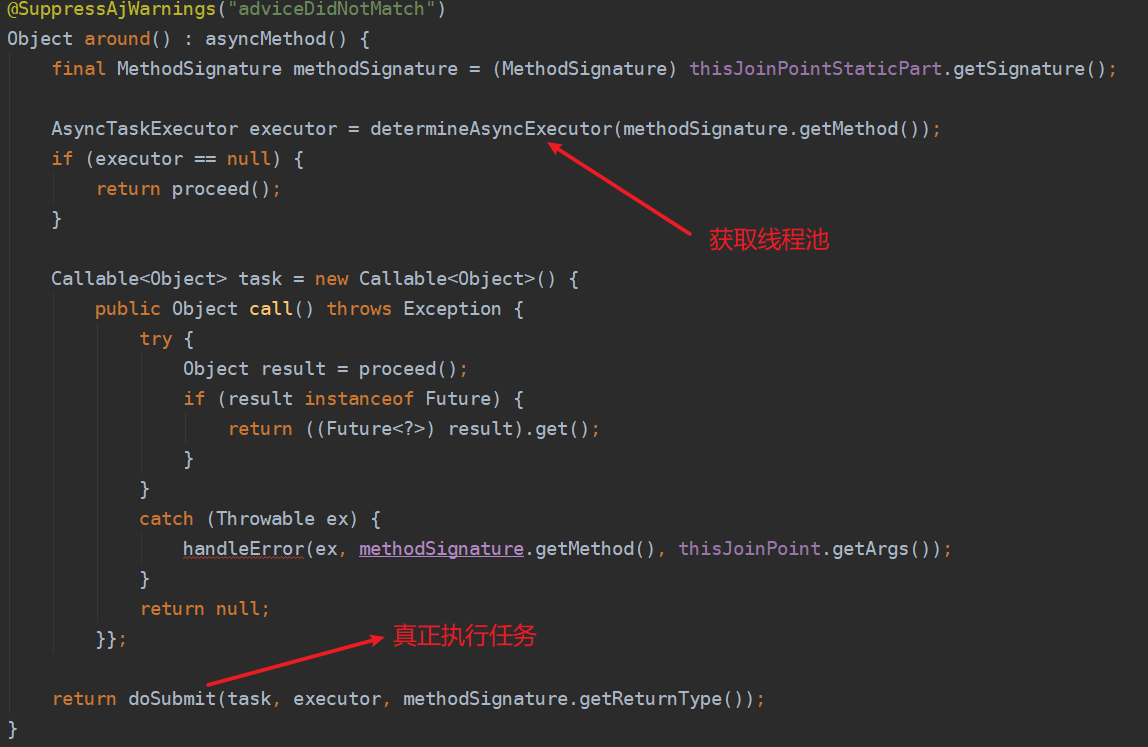 @SuppressAjWarnings("adviceDidNotMatch")
Object around() : asyncMethod() {
    final MethodSignature methodSignature = (MethodSignature) thisJoinPointStaticPart.getSignature();
    AsyncTaskExecutor executor = determineAsyncExecutor(methodSignature.getMethod());
    if (executor == null) {
        return proceed();
    }
获取线程池
    Callable<Object> task = new Callable<Object>() {
        public Object call() throws Exception {
            try {
                Object result = proceed();
                if (result instanceof Future) {
                    return ((Future<?>) result).get();
                }
            }
            catch (Throwable ex) {
                handleError(ex, methodSignature.getMethod(), thisJoinPoint.getArgs());
            }
            return null;
        }};
真正执行任务
    return doSubmit(task, executor, methodSignature.getReturnType());
}